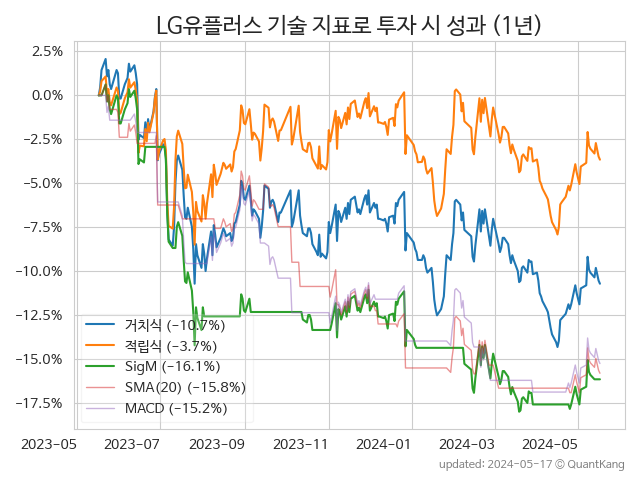 LG유플러스 기술 지표로 투자 시 성과 (1년)
2.5%
0.0%
−2.5%
−5.0%
−7.5%
−10.0%
−12.5%
−15.0%
−17.5%
거치식 (−10.7%)
적립식 (−3.7%)
SigM (−16.1%)
SMA(20) (−15.8%)
MACD (−15.2%)
2023−05 2023−07 2023−09 2023−11 2024−01 2024−03 2024−05
updated: 2024−05−17 © QuantKang